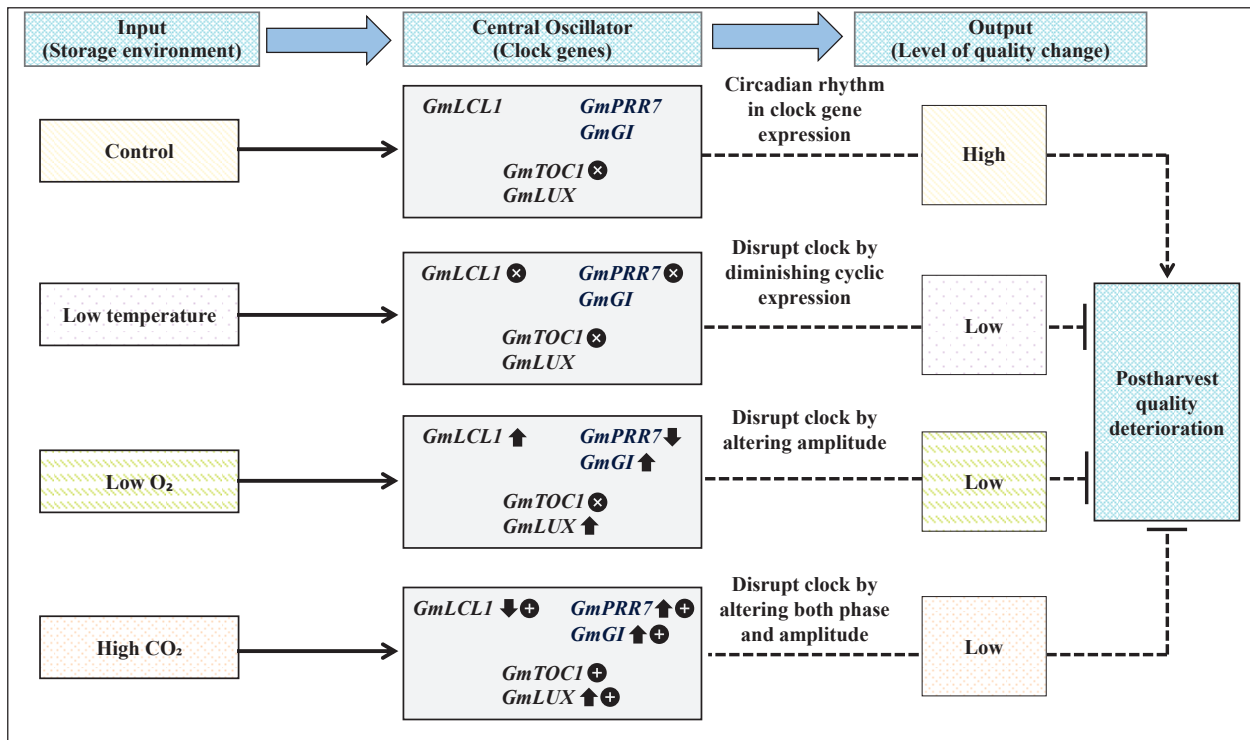 Input
(Storage environment)
Central Oscillator
(Clock genes)
Output
(Level of quality change)
Control
GmLCL1
GmPRR7
GmGI
GmTOC1
GmLUX
Circadian rhythm
in clock gene
expression
High
Low temperature
GmLCL1
GmPRR7
GmGI
GmTOC1
GmLUX
Disrupt clock by
diminishing cyclic
expression
Low
Postharvest
quality
deterioration
Low O₂
GmLCL1
GmPRR7
GmGI
GmTOC1
GmLUX
Disrupt clock by
altering amplitude
Low
High CO₂
GmLCL1
GmPRR7
GmGI
GmTOC1
GmLUX
Disrupt clock by
altering both phase
and amplitude
Low